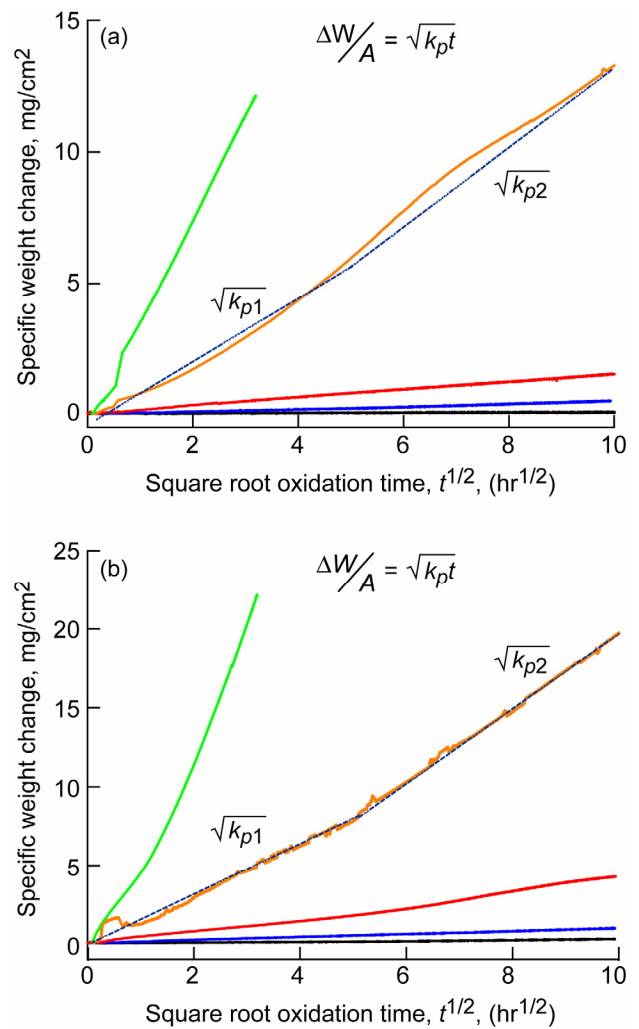 (a)
ΔW/A = √kpt
15
10
5
0
√kp1
√kp2
0 2 4 6 8 10
Specific weight change, mg/cm2
Square root oxidation time, t1/2, (hr1/2)
(b)
ΔW/A = √kpt
25
20
15
10
5
0
√kp1
√kp2
0 2 4 6 8 10
Specific weight change, mg/cm2
Square root oxidation time, t1/2, (hr1/2)